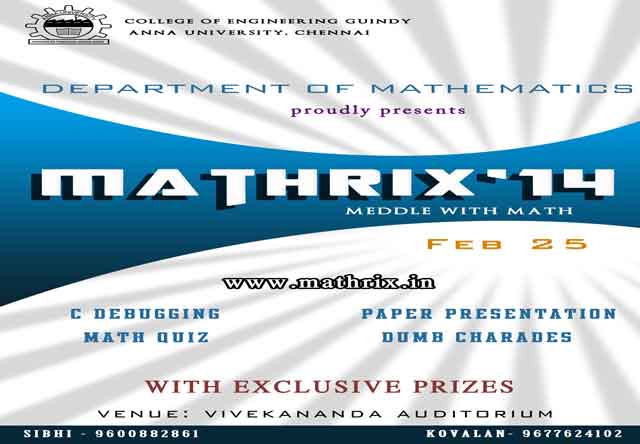 COLLEGE OF ENGINEERING GUINDY
ANNA UNIVERSITY, CHENNAI
DEPARTMENT OF MATHEMATICS
proudly presents
MATHRIX'14
MEDDLE WITH MATH
FEB 25
www.mathrix.in
C DEBUGGING PAPER PRESENTATION
MATH QUIZ DUMB CHARADES
WITH EXCLUSIVE PRIZES
VENUE: VIVEKANANDA AUDITORIUM
SIBHI - 9600882861 KOVALAN- 9677624102